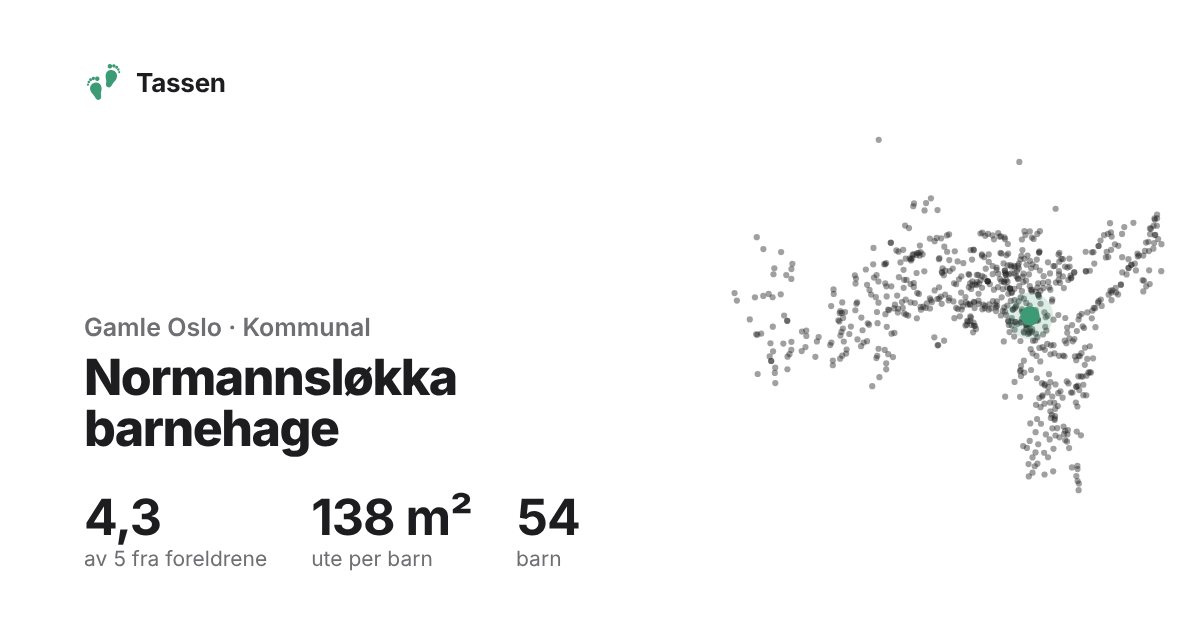 Tassen
Gamle Oslo · Kommunal
Normannsløkka
barnehage
4,3
av 5 fra foreldrene
138 m²
ute per barn
54
barn